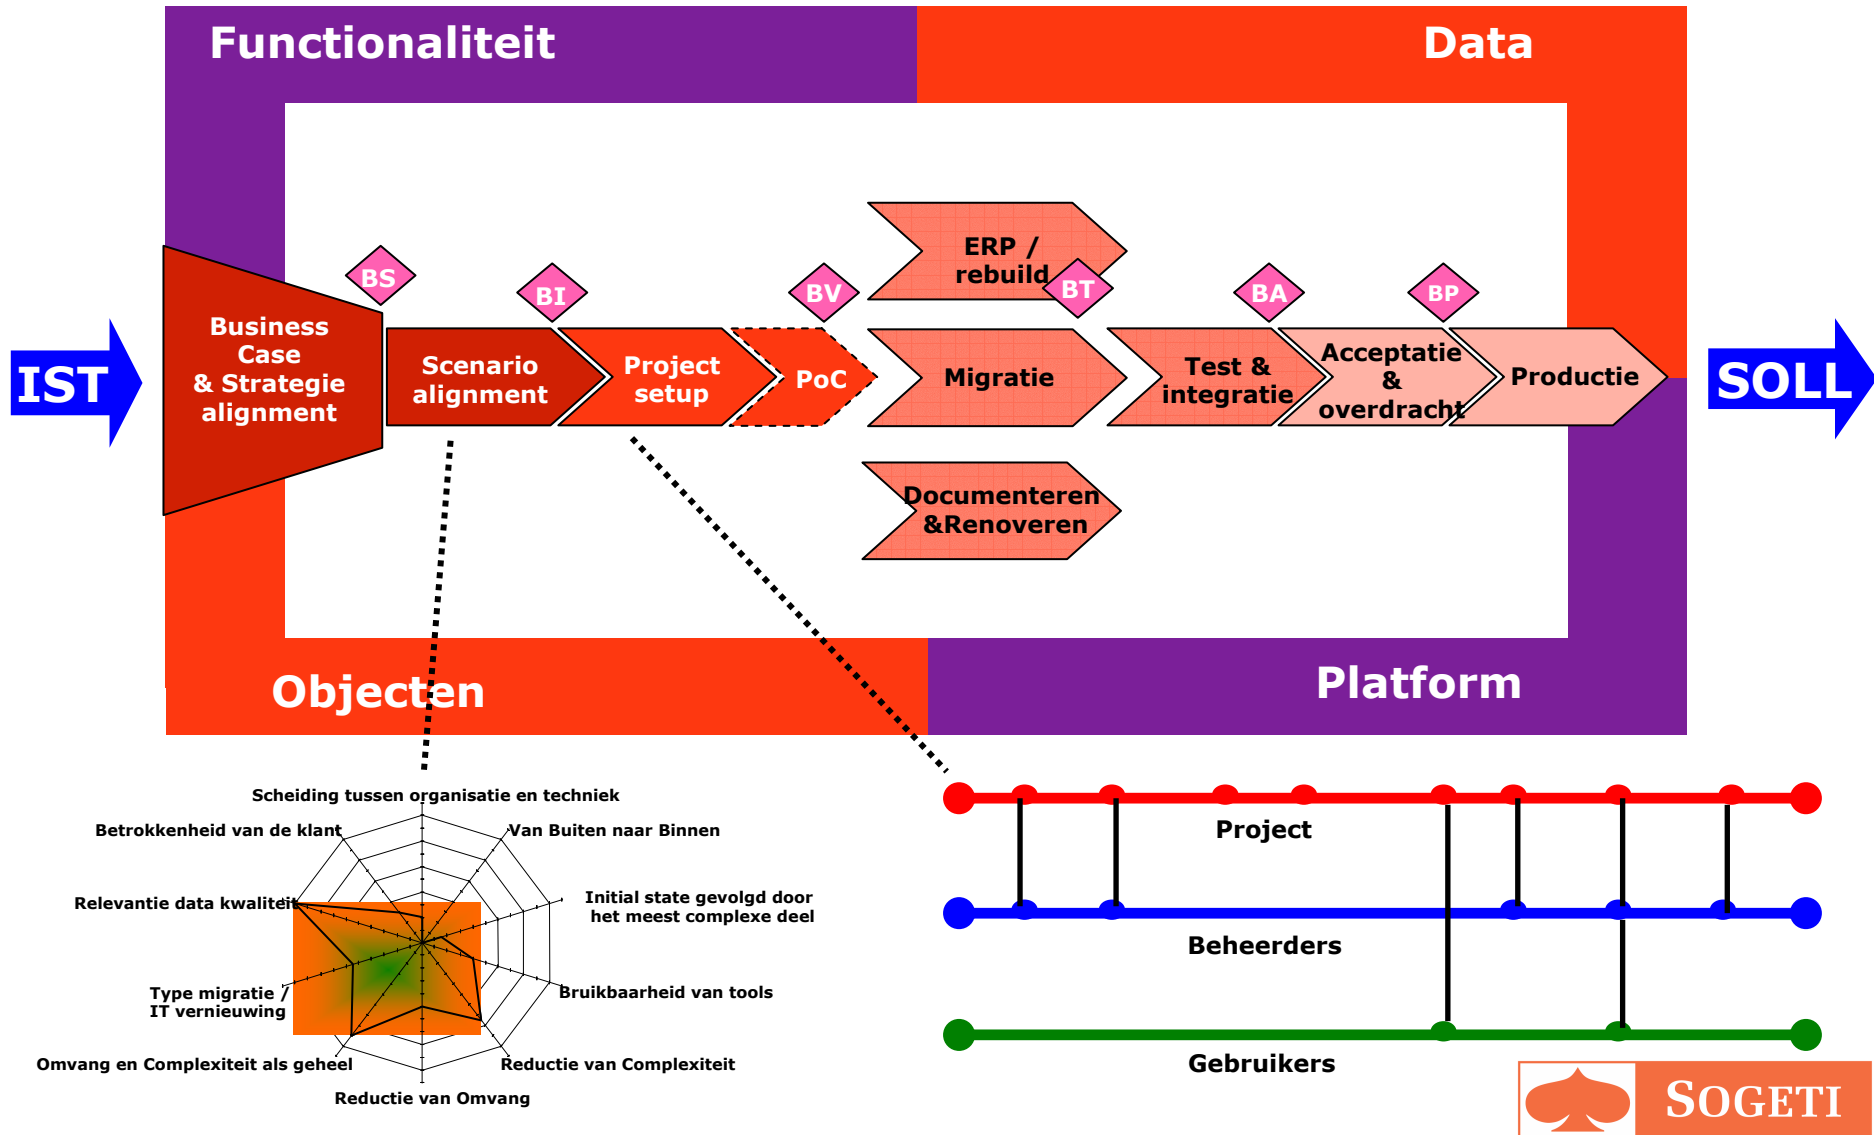 Functionaliteit
Data
BS
BI
BV
ERP /
rebuild
BT
BA
BP
IST
Business
Case
& Strategie
alignment
Scenario
alignment
Project
setup
PoC
Migratie
Test &
integratie
Acceptatie
&
overdracht
Productie
SOLL
Documenteren
&Renoveren
Objecten
Platform
Scheiding tussen organisatie en techniek
Betrokkenheid van de klant
Van Buiten naar Binnen
Relevantie data kwaliteit
Initial state gevolgd door
het meest complexe deel
Type migratie /
IT vernieuwing
Bruikbaarheid van tools
Omvang en Complexiteit als geheel
Reductie van Complexiteit
Reductie van Omvang
Project
Beheerders
Gebruikers
SOGETI